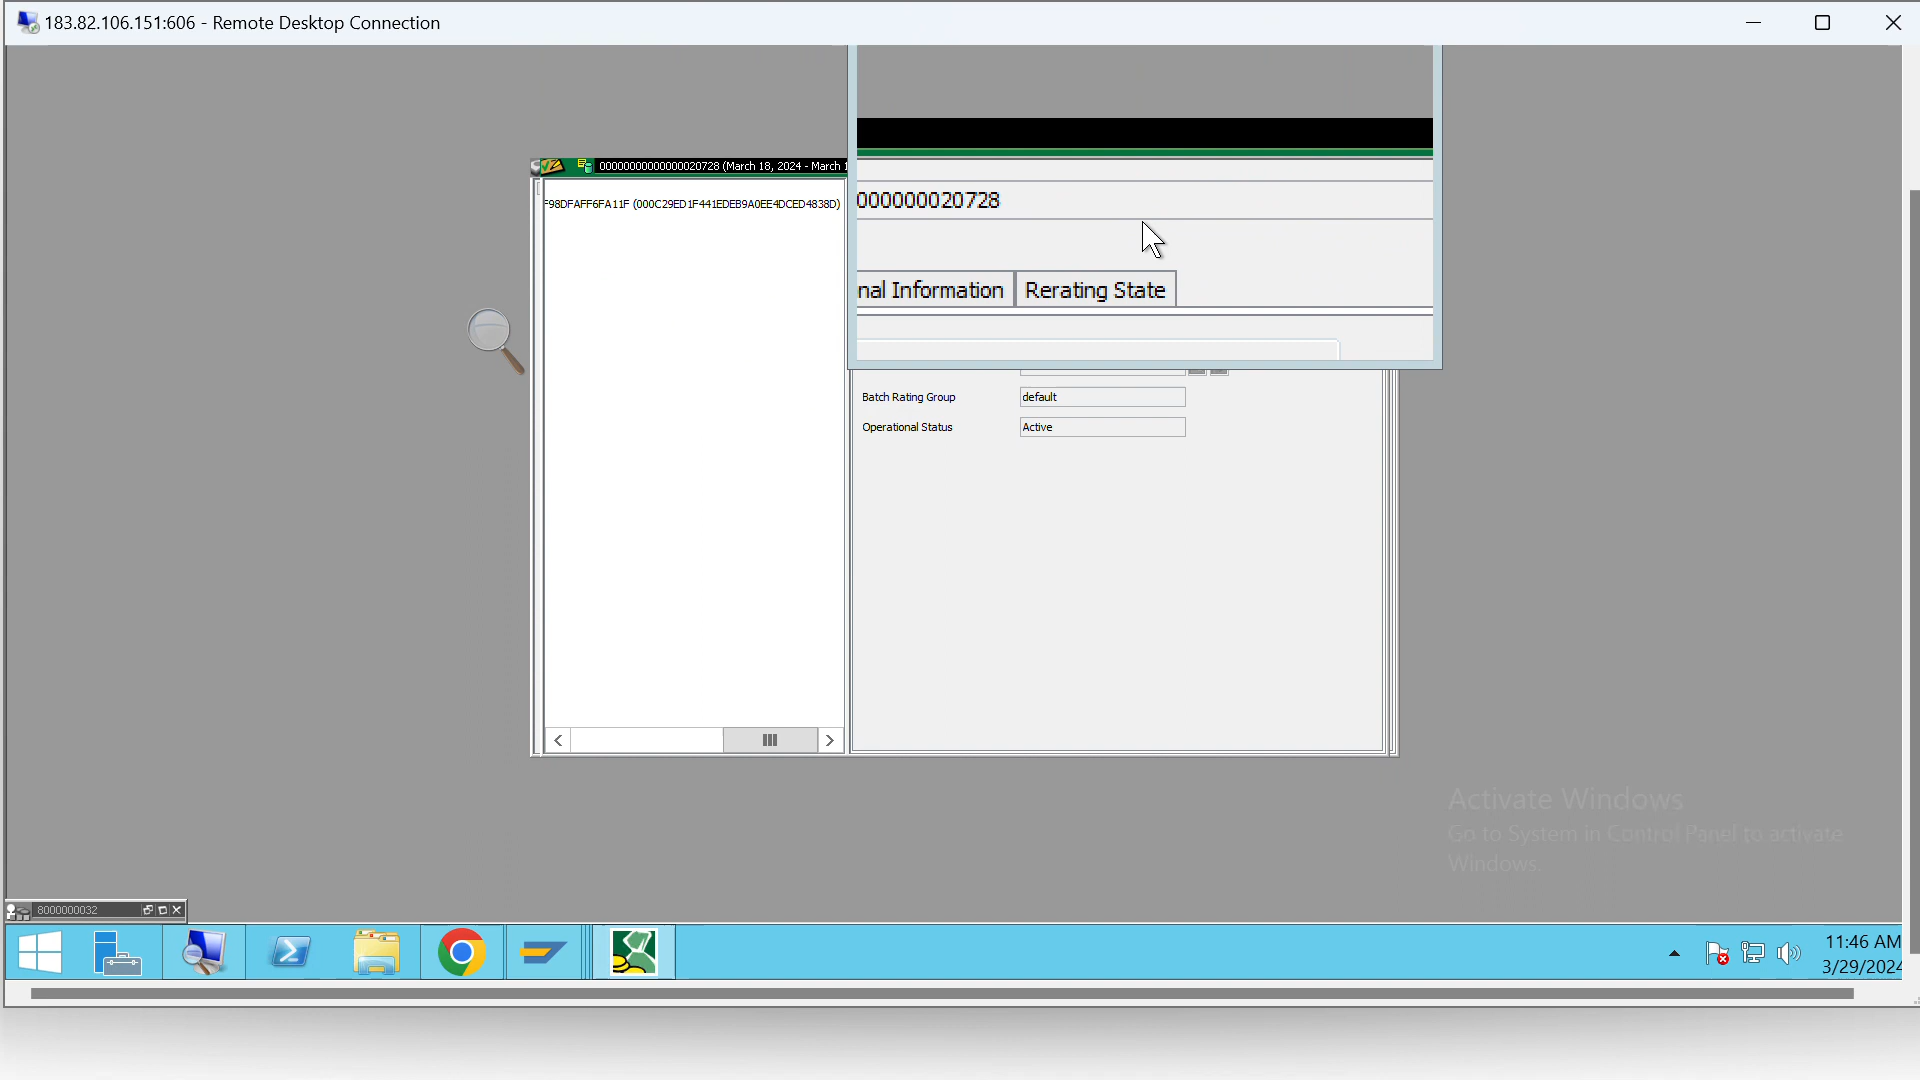 183.82.106.151:606 - Remote Desktop Connection
00000000000000020728 (March 18, 2024 - March 1
F98DFAFF6FA11F (000C29ED1F441EDEB9A0EE4DCED4838D)
000000020728
nal Information
Rerating State
Batch Rating Group
default
Operational Status
Active
Activate Windows
Go to System in Control Panel to activate
Windows.
8000000032
11:46 AM
3/29/2024